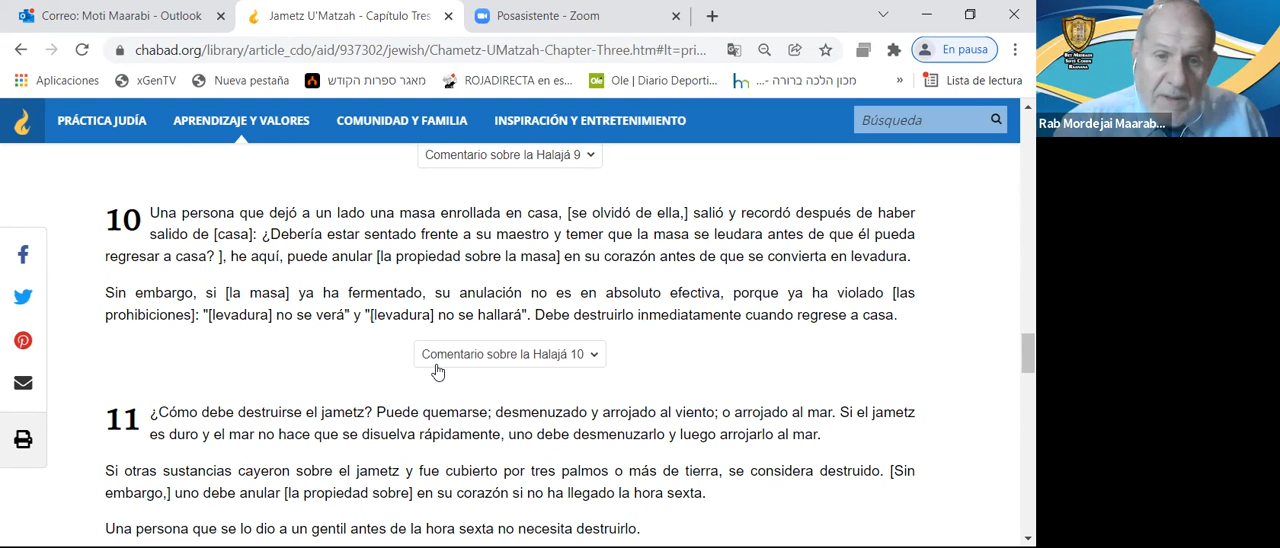 Correo: Moti Maarabi - Outlook
Jametz U'Matzah - Capítulo Tres
Posasistente - Zoom
chabad.org/library/article_cdo/aid/937302/jewish/Chametz-UMatzah-Chapter-Three.htm#lt=pri...
En pausa
Aplicaciones
xGenTV
Nueva pestaña
מאגר ספרות הקודש
ROJADIRECTA en es...
Ole | Diario Deporti...
מכון הלכה ברורה -...
»
Lista de lectura
PRÁCTICA JUDÍA
APRENDIZAJE Y VALORES
COMUNIDAD Y FAMILIA
INSPIRACIÓN Y ENTRETENIMIENTO
Búsqueda
Comentario sobre la Halajá 9
10 Una persona que dejó a un lado una masa enrollada en casa, [se olvidó de ella,] salió y recordó después de haber
salido de [casa]: ¿Debería estar sentado frente a su maestro y temer que la masa se leudara antes de que él pueda
regresar a casa? ], he aquí, puede anular [la propiedad sobre la masa] en su corazón antes de que se convierta en levadura.
Sin embargo, si [la masa] ya ha fermentado, su anulación no es en absoluto efectiva, porque ya ha violado [las
prohibiciones]: "[levadura] no se verá" y "[levadura] no se hallará". Debe destruirlo inmediatamente cuando regrese a casa.
Comentario sobre la Halajá 10
11 ¿Cómo debe destruirse el jametz? Puede quemarse; desmenuzado y arrojado al viento; o arrojado al mar. Si el jametz
es duro y el mar no hace que se disuelva rápidamente, uno debe desmenuzarlo y luego arrojarlo al mar.
Si otras sustancias cayeron sobre el jametz y fue cubierto por tres palmos o más de tierra, se considera destruido. [Sin
embargo,] uno debe anular [la propiedad sobre] en su corazón si no ha llegado la hora sexta.
Una persona que se lo dio a un gentil antes de la hora sexta no necesita destruirlo.
Rab Mordejai Maarab...